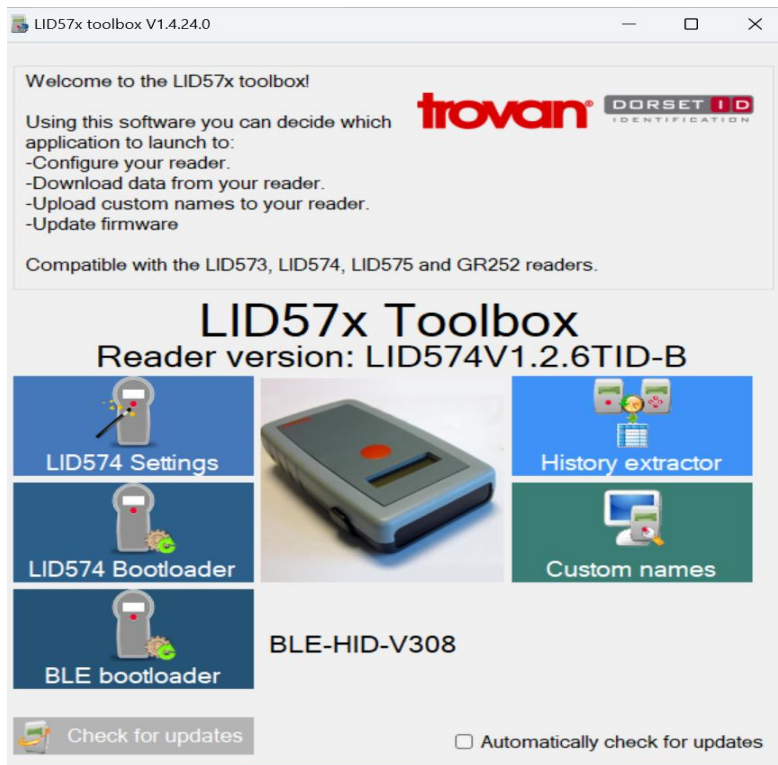 LID57x toolbox V1.4.24.0
Welcome to the LID57x toolbox!
Using this software you can decide which
application to launch to:
-Configure your reader.
-Download data from your reader.
-Upload custom names to your reader.
-Update firmware
trovan®
DORSET ID
IDENTIFICATION
Compatible with the LID573, LID574, LID575 and GR252 readers.
LID57x Toolbox
Reader version: LID574V1.2.6TID-B
LID574 Settings
History extractor
LID574 Bootloader
Custom names
BLE bootloader
BLE-HID-V308
Check for updates
Automatically check for updates